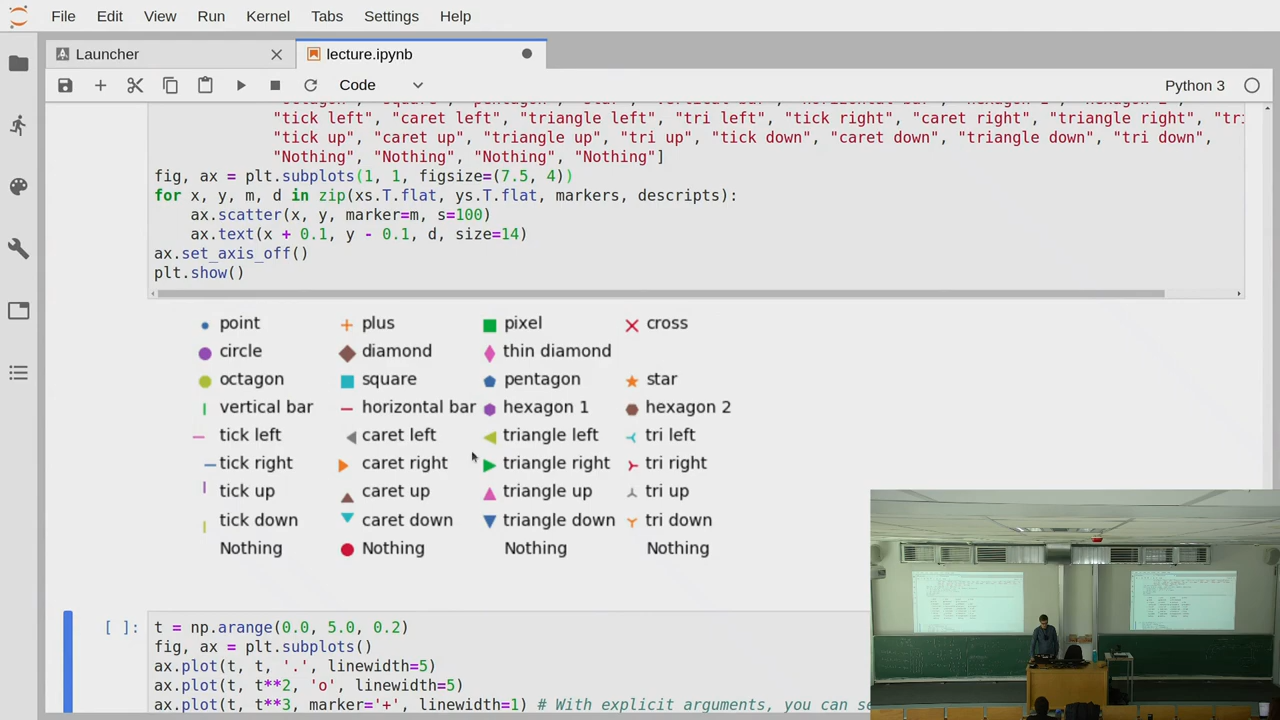 File Edit View Run Kernel Tabs Settings Help
Launcher lecture.ipynb
Code Python 3
"tick left", "caret left", "triangle left", "tri left", "tick right", "caret right", "triangle right", "tri
"tick up", "caret up", "triangle up", "tri up", "tick down", "caret down", "triangle down", "tri down",
"Nothing", "Nothing", "Nothing", "Nothing"]
fig, ax = plt.subplots(1, 1, figsize=(7.5, 4))
for x, y, m, d in zip(xs.T.flat, ys.T.flat, markers, descripts):
ax.scatter(x, y, marker=m, s=100)
ax.text(x + 0.1, y - 0.1, d, size=14)
ax.set_axis_off()
plt.show()
point plus pixel cross
circle diamond thin diamond
octagon square pentagon star
vertical bar horizontal bar hexagon 1 hexagon 2
tick left caret left triangle left tri left
tick right caret right triangle right tri right
tick up caret up triangle up tri up
tick down caret down triangle down tri down
Nothing Nothing Nothing Nothing
[ ]: t = np.arange(0.0, 5.0, 0.2)
fig, ax = plt.subplots()
ax.plot(t, t, '.', linewidth=5)
ax.plot(t, t**2, 'o', linewidth=5)
ax.plot(t, t**3, marker='+', linewidth=1) # With explicit arguments, you can se